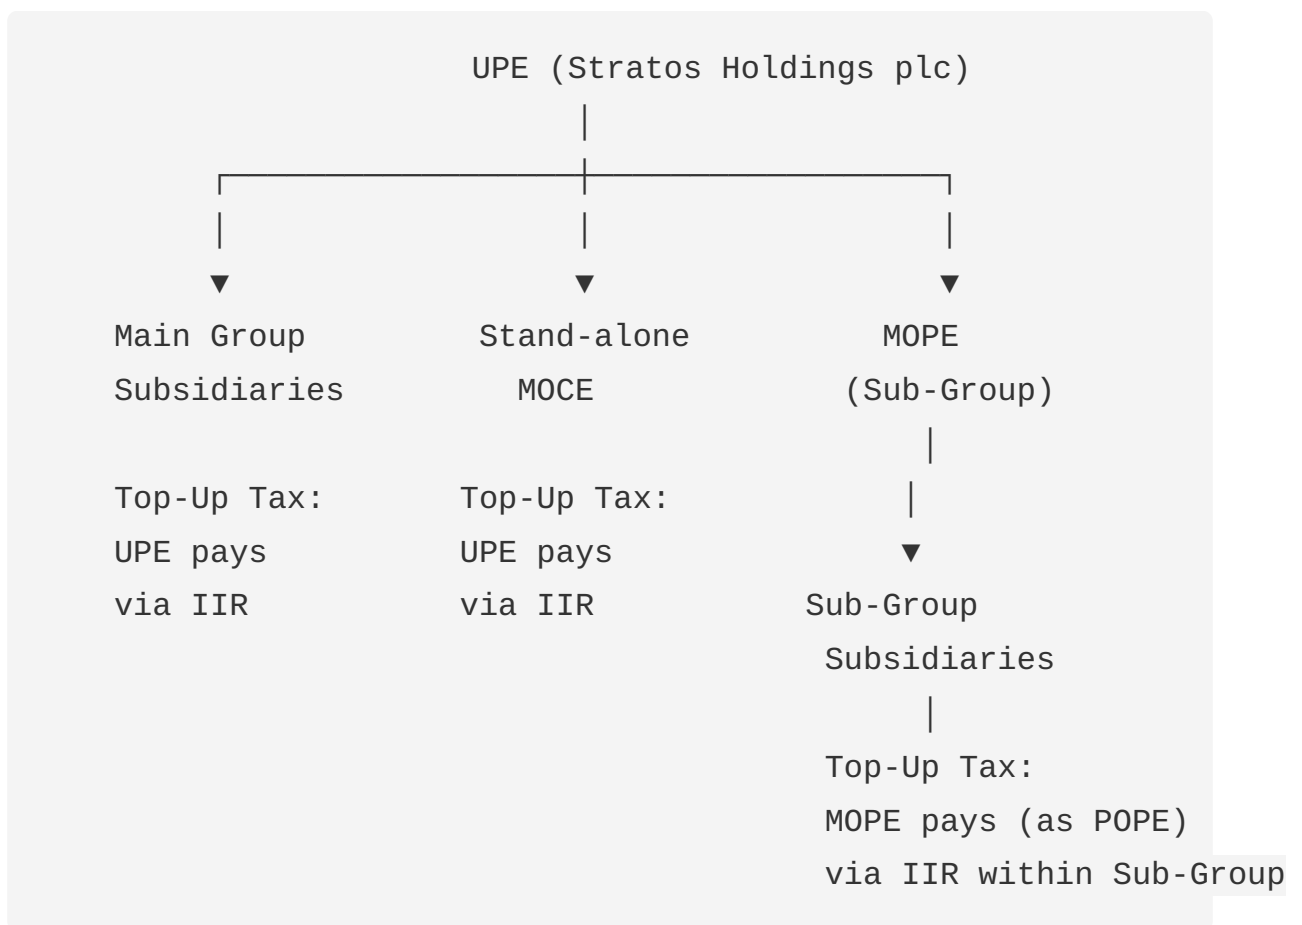 UPE (Stratos Holdings plc)
Main Group Stand-alone MOPE
Subsidiaries MOCE (Sub-Group)
Top-Up Tax: Top-Up Tax:
UPE pays UPE pays
via IIR via IIR Sub-Group
Subsidiaries
Top-Up Tax:
MOPE pays (as POPE)
via IIR within Sub-Group